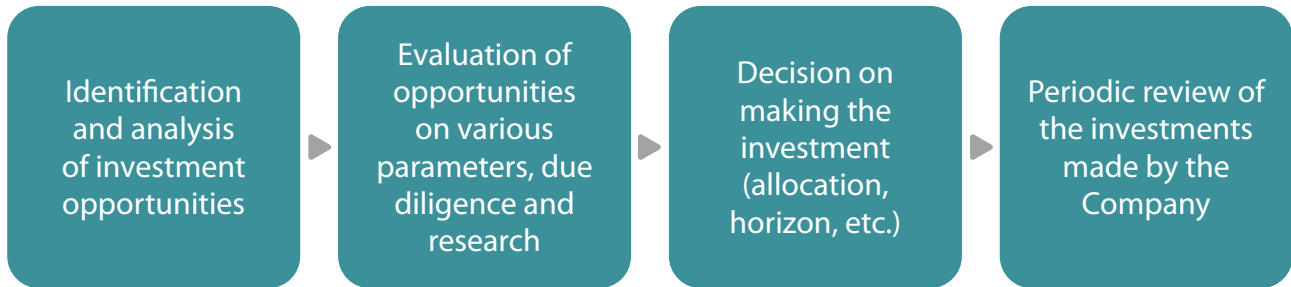 Identification
and analysis
of investment
opportunities
Evaluation of
opportunities
on various
parameters, due
diligence and
research
Decision on
making the
investment
(allocation,
horizon, etc.)
Periodic review of
the investments
made by the
Company